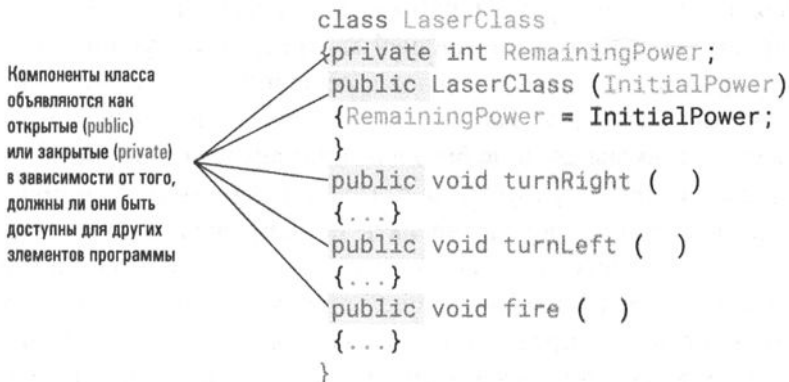 Компоненты класса
объявляются как
открытые (public)
или закрытые (private)
в зависимости от того,
должны ли они быть
доступны для других
элементов программы
class LaserClass
{private int RemainingPower;
public LaserClass (InitialPower)
{RemainingPower = InitialPower;
}
public void turnRight ( )
{...}
public void turnLeft ( )
{...}
public void fire ( )
{...}
}